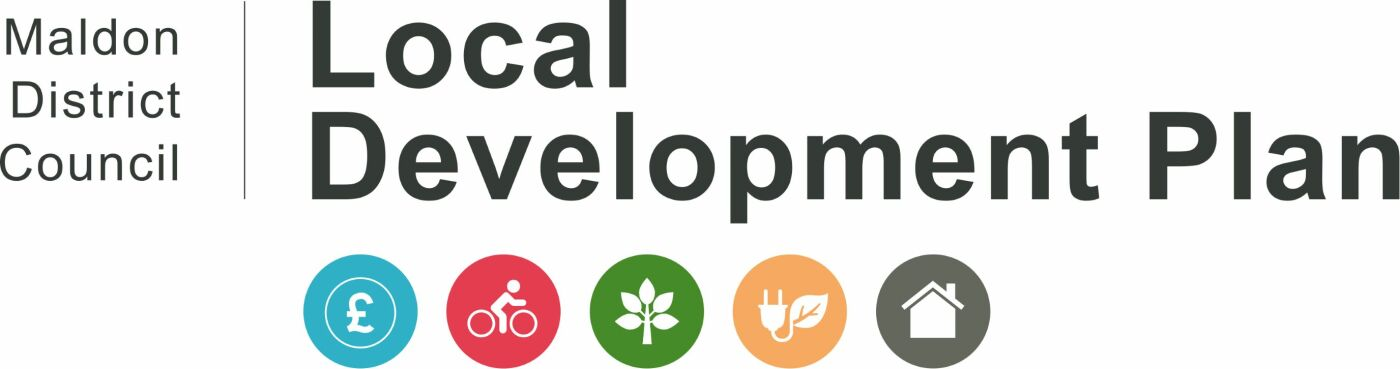 Maldon
District
Council
Local
Development Plan
£